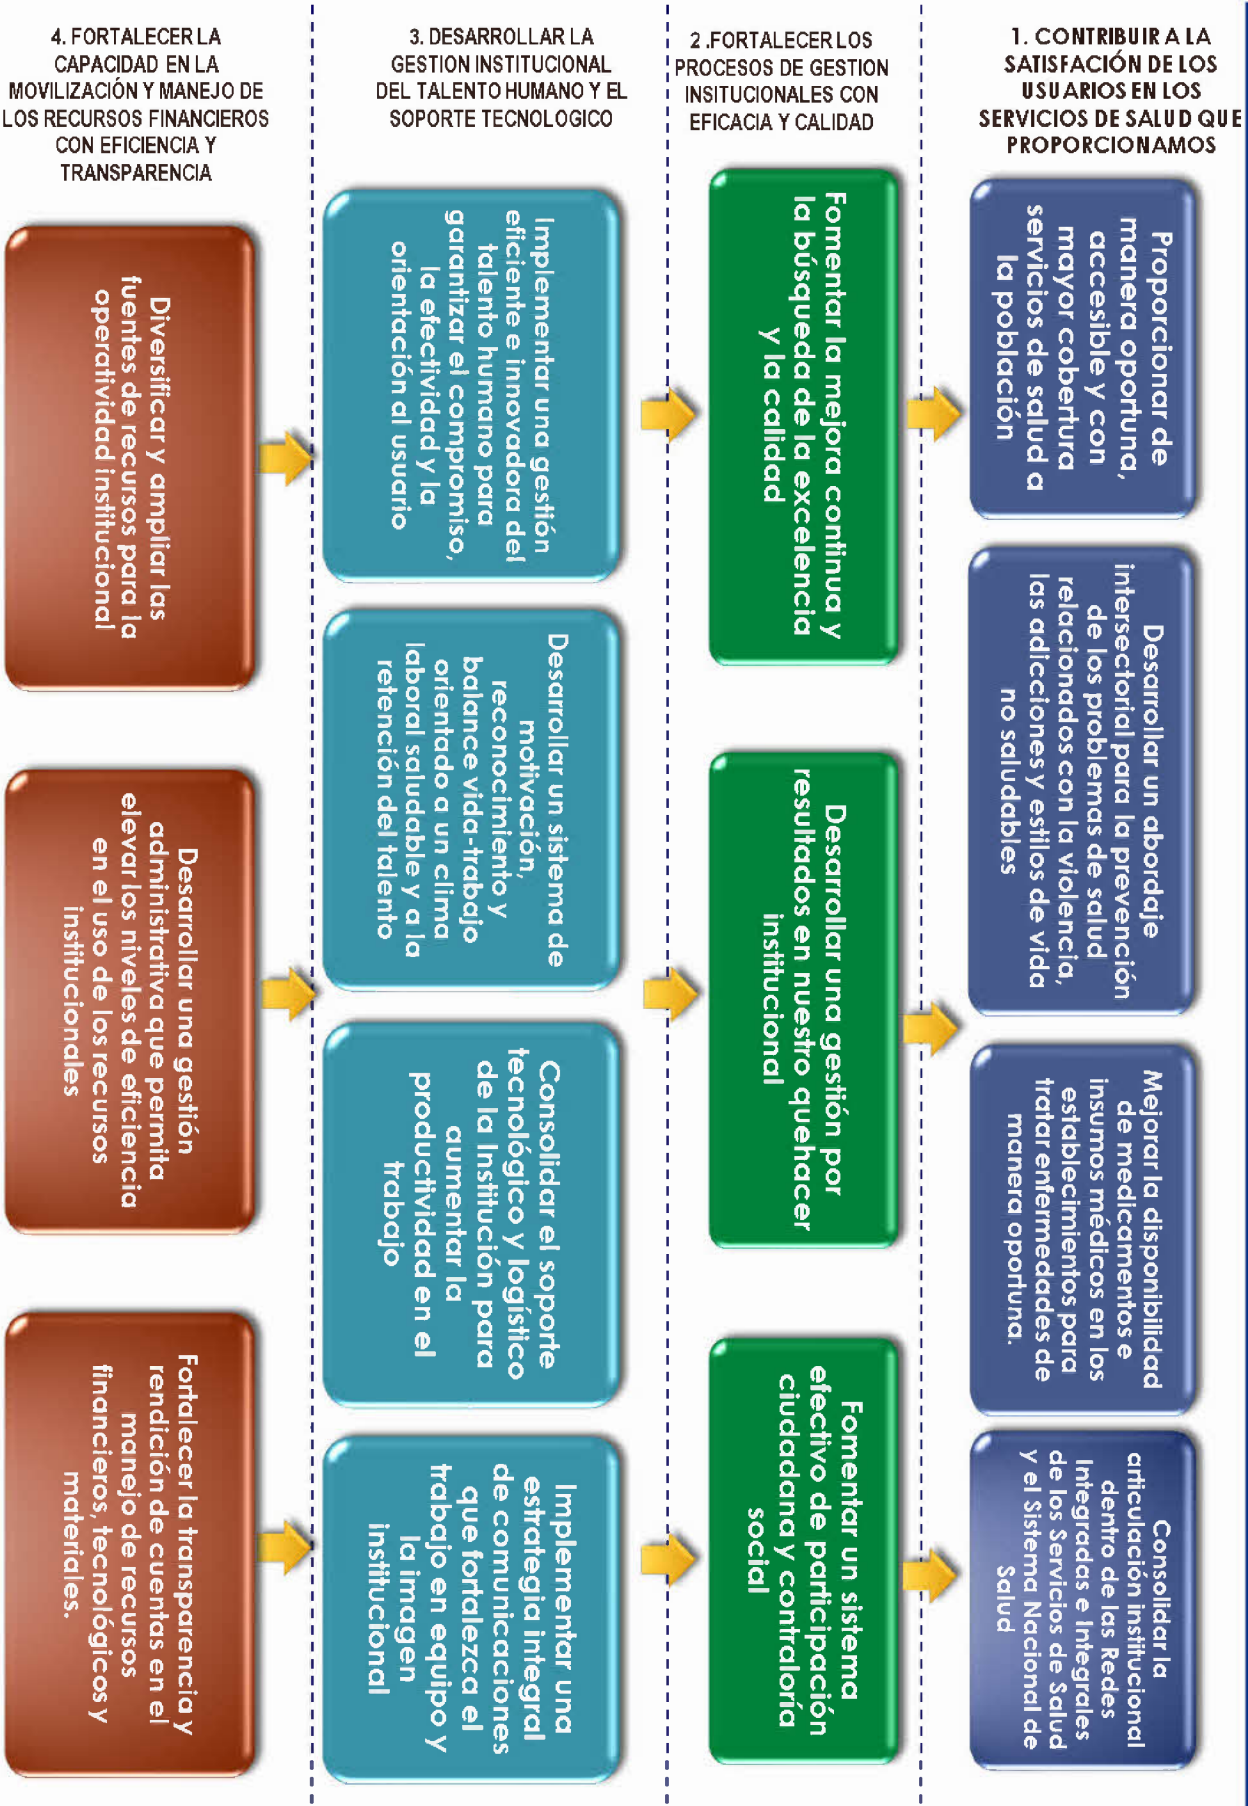 1. CONTRIBUIR A LA
SATISFACCIÓN DE LOS
USUARIOS EN LOS
SERVICIOS DE SALUD QUE
PROPORCIONAMOS
Proporcionar de
manera oportuna,
accesible y con
mayor cobertura
servicios de salud a
la población
Desarrollar un abordaje
intersectorial para la prevención
de los problemas de salud
relacionados con la violencia,
las adicciones y estilos de vida
no saludables
Mejorar la disponibilidad
de medicamentos e
insumos médicos en los
establecimientos para
tratar enfermedades de
manera oportuna.
Consolidar la
articulación institucional
dentro de las Redes
Integradas e Integrales
de los Servicios de Salud
y el Sistema Nacional de
Salud
2 .FORTALECER LOS
PROCESOS DE GESTION
INSITUCIONALES CON
EFICACIA Y CALIDAD
Fomentar la mejora continua y
la búsqueda de la excelencia
y la calidad
Desarrollar una gestión por
resultados en nuestro quehacer
institucional
Fomentar un sistema
efectivo de participación
ciudadana y contraloría
social
3. DESARROLLAR LA
GESTION INSTITUCIONAL
DEL TALENTO HUMANO Y EL
SOPORTE TECNOLOGICO
Implementar una gestión
eficiente e innovadora del
talento humano para
garantizar el compromiso,
la efectividad y la
orientación al usuario
Desarrollar un sistema de
motivación,
reconocimiento y
balance vida-trabajo
orientado a un clima
laboral saludable y a la
retención del talento
Consolidar el soporte
tecnológico y logístico
de la Institución para
aumentar la
productividad en el
trabajo
Implementar una
estrategia integral
de comunicaciones
que fortalezca el
trabajo en equipo y
la imagen
institucional
4. FORTALECER LA
CAPACIDAD EN LA
MOVILIZACIÓN Y MANEJO DE
LOS RECURSOS FINANCIEROS
CON EFICIENCIA Y
TRANSPARENCIA
Diversificar y ampliar las
fuentes de recursos para la
operatividad institucional
Desarrollar una gestión
administrativa que permita
elevar los niveles de eficiencia
en el uso de los recursos
institucionales
Fortalecer la transparencia y
rendición de cuentas en el
manejo de recursos
financieros, tecnológicos y
materiales.